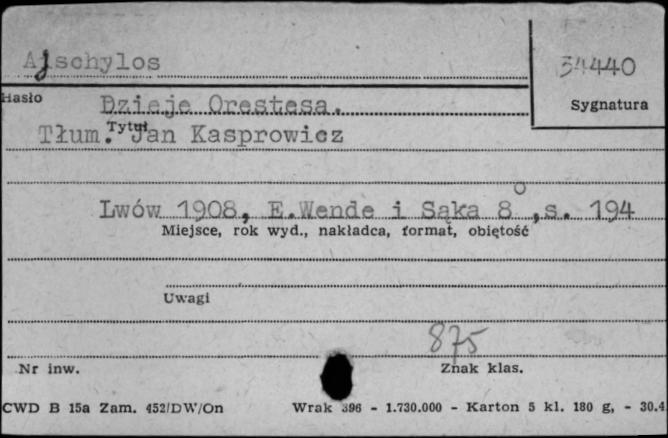 Ajschylos
34440
Hasło
Sygnatura
Dzieje Orestesa.
Tytuł
Tłum. Jan Kasprowicz
Lwów 1908, E.Wende i Sąka 8°, s. 194
Miejsce, rok wyd., nakładca, format, obiętość
Uwagi
875
Nr inw.
Znak klas.
CWD B 15a Zam. 452/DW/On Wrak 396 - 1.730.000 - Karton 5 kl. 180 g, - 30.4